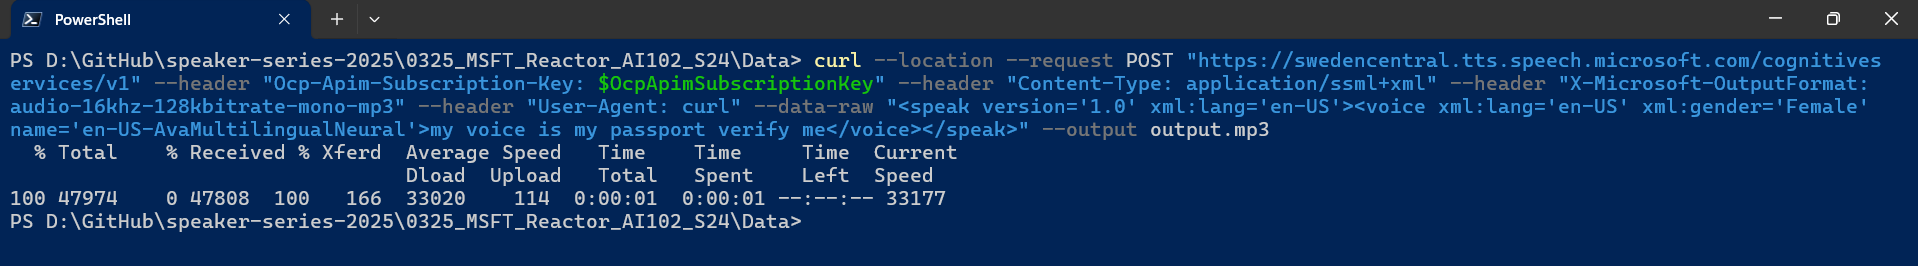 PowerShell
PS D:\GitHub\speaker-series-2025\0325_MSFT_Reactor_AI102_S24\Data> curl --location --request POST "https://swedencentral.tts.speech.microsoft.com/cognitives
ervices/v1" --header "Ocp-Apim-Subscription-Key: $OcpApimSubscriptionKey" --header "Content-Type: application/ssml+xml" --header "X-Microsoft-OutputFormat:
audio-16khz-128kbitrate-mono-mp3" --header "User-Agent: curl" --data-raw "<speak version='1.0' xml:lang='en-US'><voice xml:lang='en-US' xml:gender='Female'
name='en-US-AvaMultilingualNeural'>my voice is my passport verify me</voice></speak>" --output output.mp3
  % Total    % Received % Xferd  Average Speed   Time    Time     Time  Current
                                 Dload  Upload   Total   Spent    Left  Speed
100 47974    0 47808  100   166  33020    114  0:00:01  0:00:01 --:--:-- 33177
PS D:\GitHub\speaker-series-2025\0325_MSFT_Reactor_AI102_S24\Data>